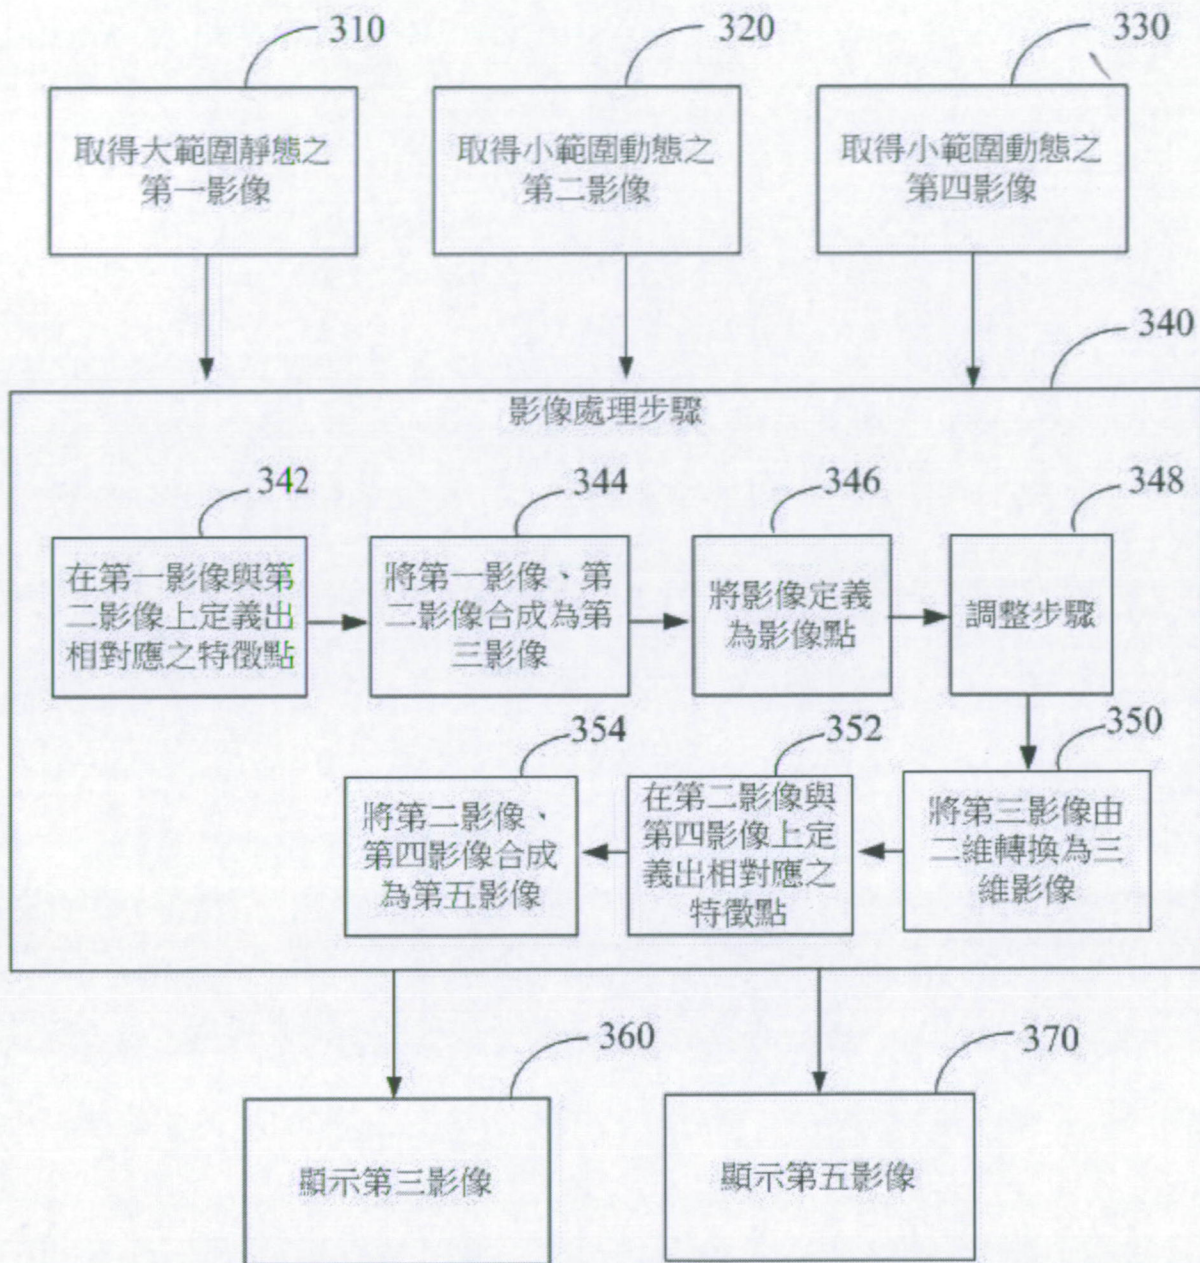 310
320
330
取得大範圍靜態之
第一影像
取得小範圍動態之
第二影像
取得小範圍動態之
第四影像
340
影像處理步驟
342
344
346
348
在第一影像與第
二影像上定義出
相對應之特徵點
將第一影像、第
二影像合成為第
三影像
將影像定義
為影像點
調整步驟
354
352
350
將第二影像、
第四影像合成
為第五影像
在第二影像與
第四影像上定
義出相對應之
特徵點
將第三影像由
二維轉換為三
維影像
360
370
顯示第三影像
顯示第五影像